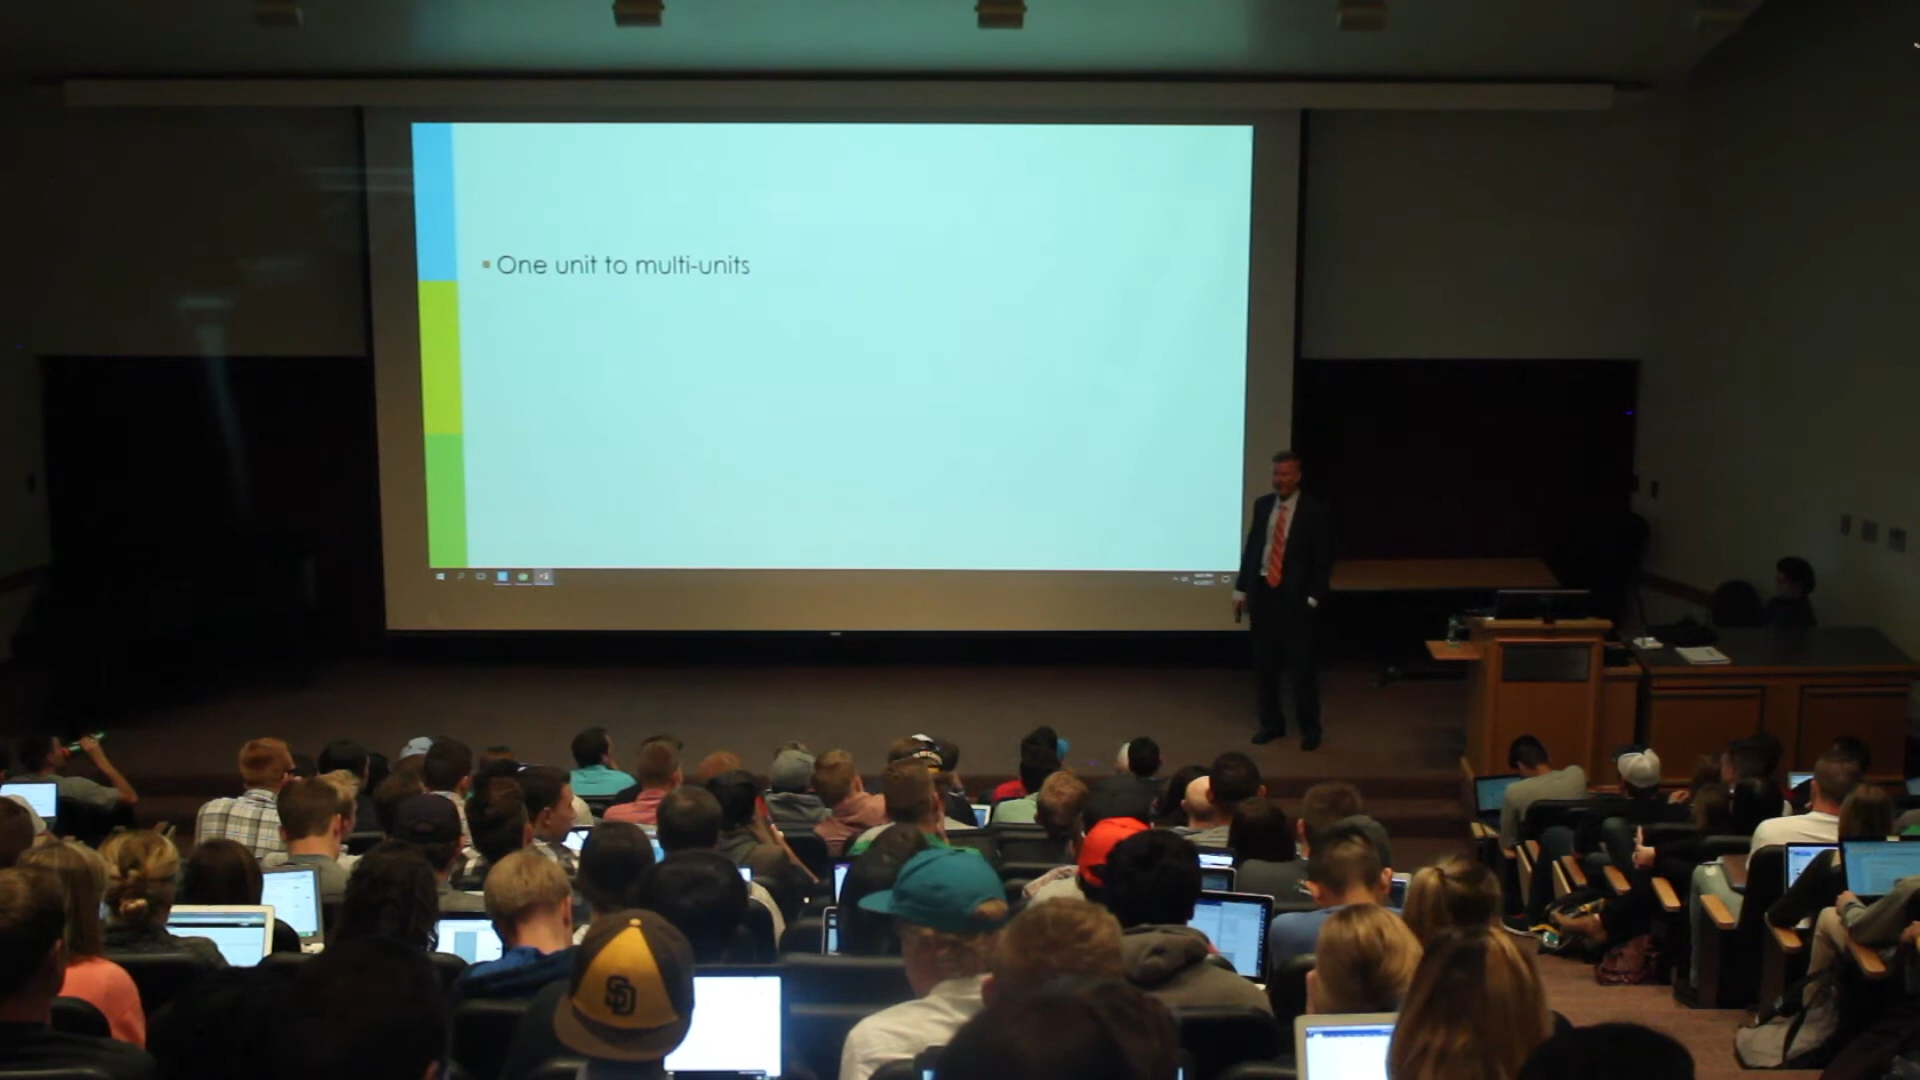 ▪ One unit to multi-units
SD